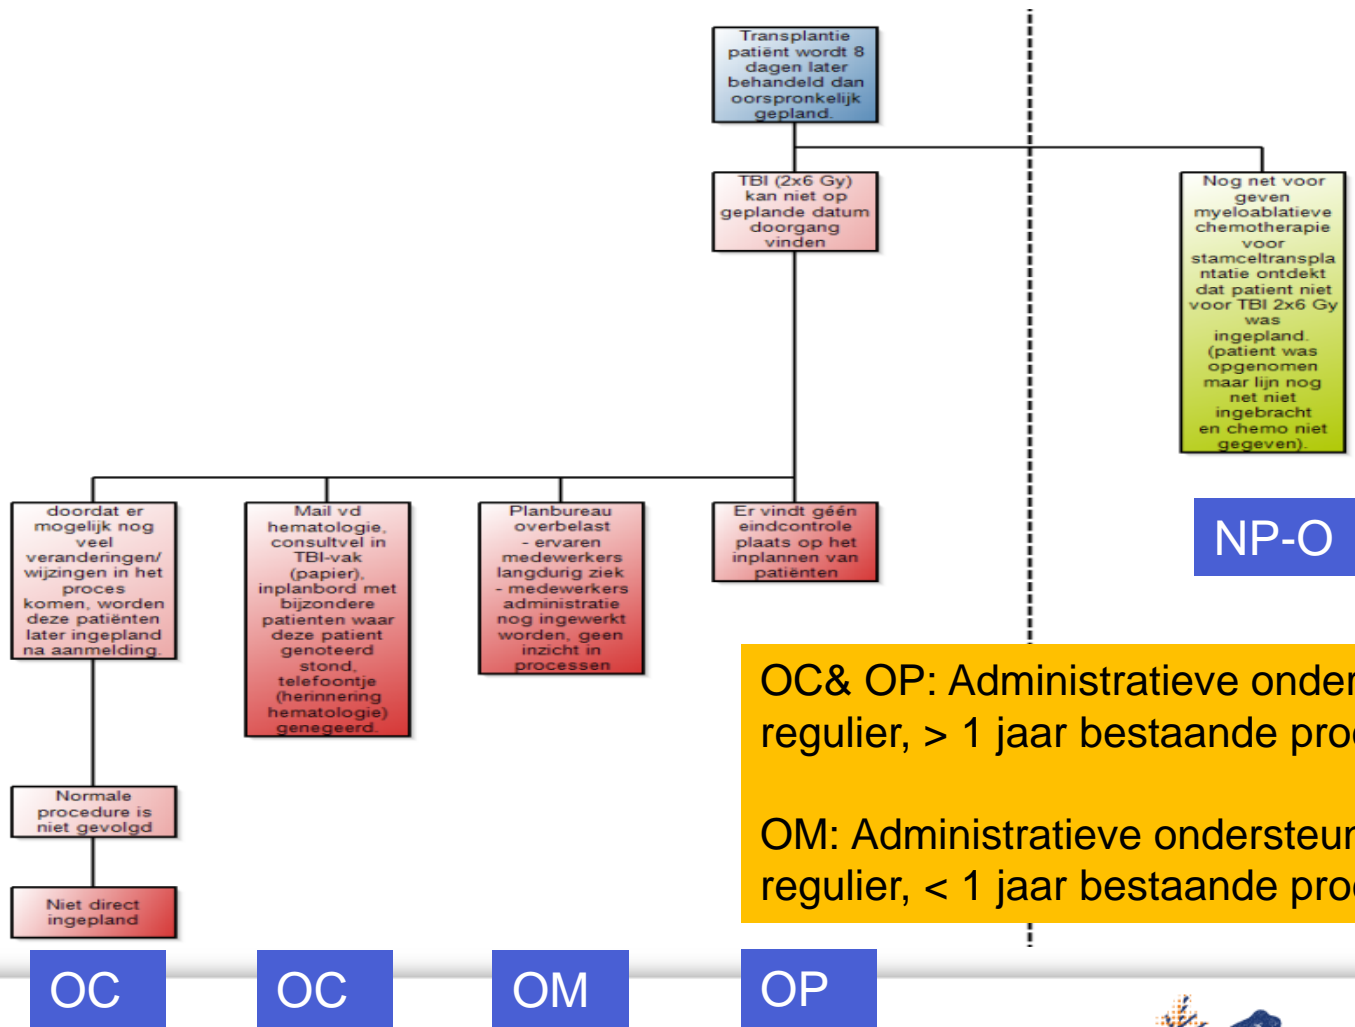 Transplantie
patiënt wordt 8
dagen later
behandeld dan
oorspronkelijk
gepland.
TBI (2x6 Gy)
kan niet op
geplande datum
doorgang
vinden
Nog net voor
geven
myeloablatieve
chemotherapie
voor
stamceltranspla
ntatie ontdekt
dat patient niet
voor TBI 2x6 Gy
was
ingepland.
(patient was
opgenomen
maar lijn nog
net niet
ingebracht
en chemo niet
gegeven).
doordat er
mogelijk nog
veel
veranderingen/
wijzingen in het
proces
komen, worden
deze patiënten
later ingepland
na aanmelding.
Mail vd
hematologie,
consultvel in
TBI-vak
(papier),
inplanbord met
bijzondere
patienten waar
deze patient
genoteerd
stond,
telefoontje
(herinnering
hematologie)
genegeerd.
Planbureau
overbelast
- ervaren
medewerkers
langdurig ziek
- medewerkers
administratie
nog ingewerkt
worden, geen
inzicht in
processen
Er vindt géén
eindcontrole
plaats op het
inplannen van
patiënten
NP-O
Normale
procedure is
niet gevolgd
Niet direct
ingepland
OC& OP: Administratieve onder
regulier, > 1 jaar bestaande pro
OM: Administratieve ondersteu
regulier, < 1 jaar bestaande pro
OC
OC
OM
OP